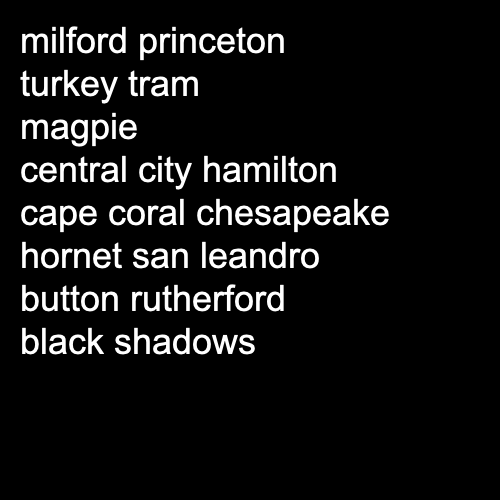 milford princeton
turkey tram
magpie
central city hamilton
cape coral chesapeake
hornet san leandro
button rutherford
black shadows